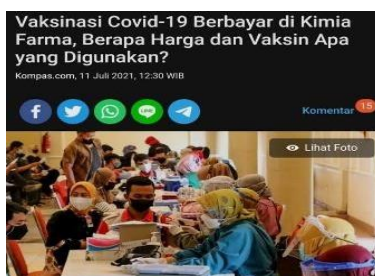 Vaksinasi Covid-19 Berbayar di Kimia
Farma, Berapa Harga dan Vaksin Apa
yang Digunakan?
Kompas.com, 11 Juli 2021, 12:30 WIB
Komentar 15
Lihat Foto